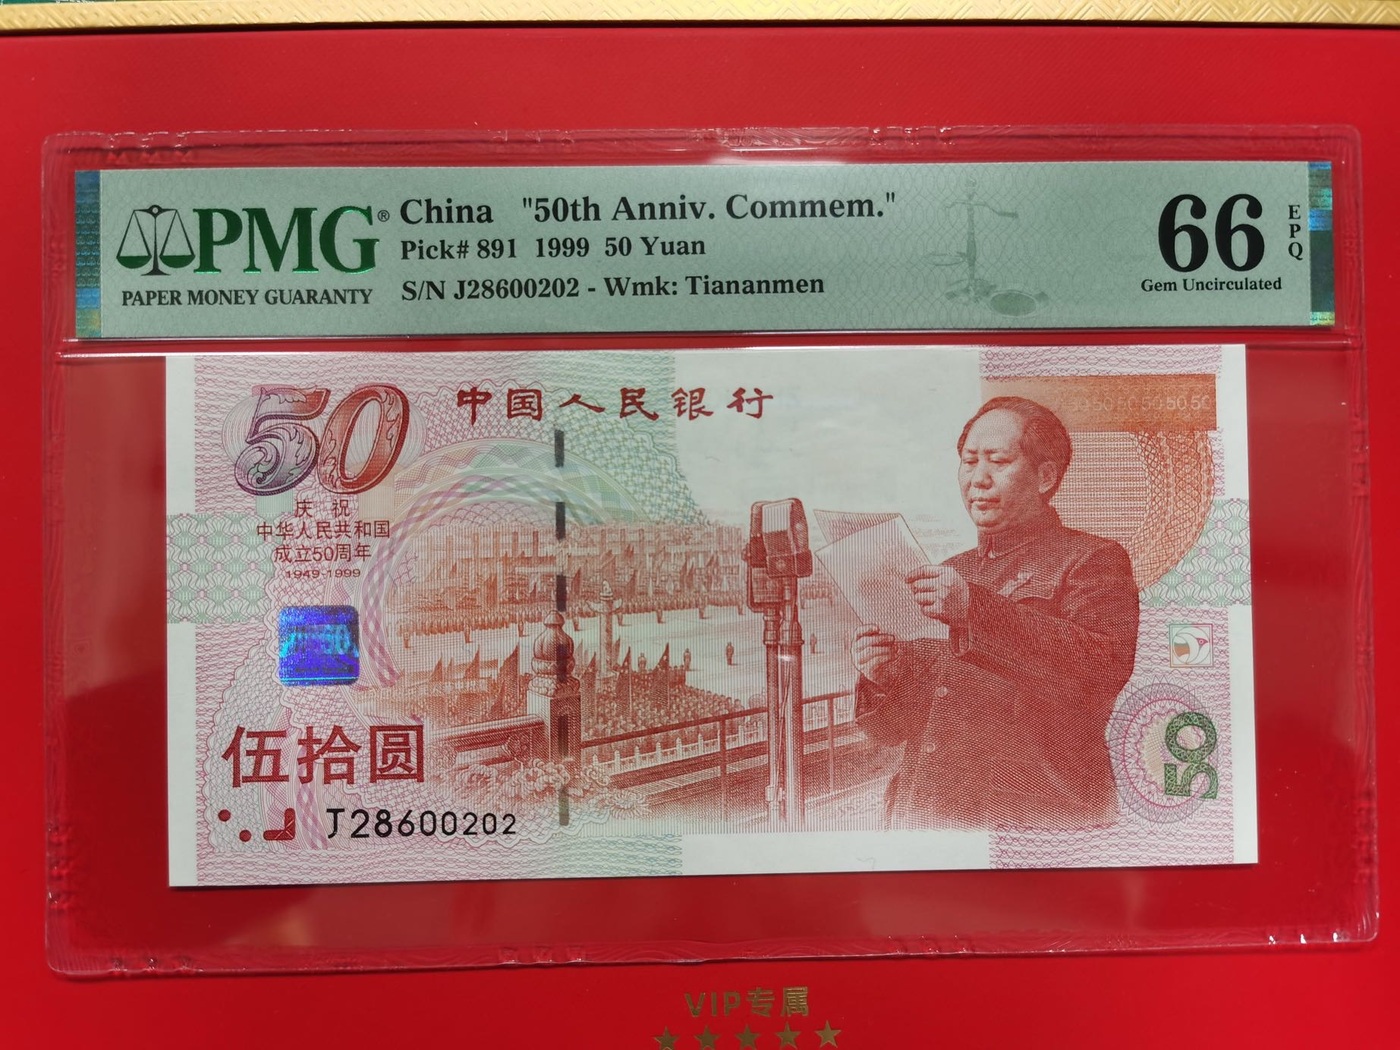 PMG® China "50th Anniv. Commem."
Pick# 891 1999 50 Yuan
PAPER MONEY GUARANTY
S/N J28600202 - Wmk: Tiananmen
66
EPQ
Gem Uncirculated
50
中国人民银行
庆祝
中华人民共和国
成立50周年
1949-1999
50
伍拾圆
J28600202
50
VIP专属